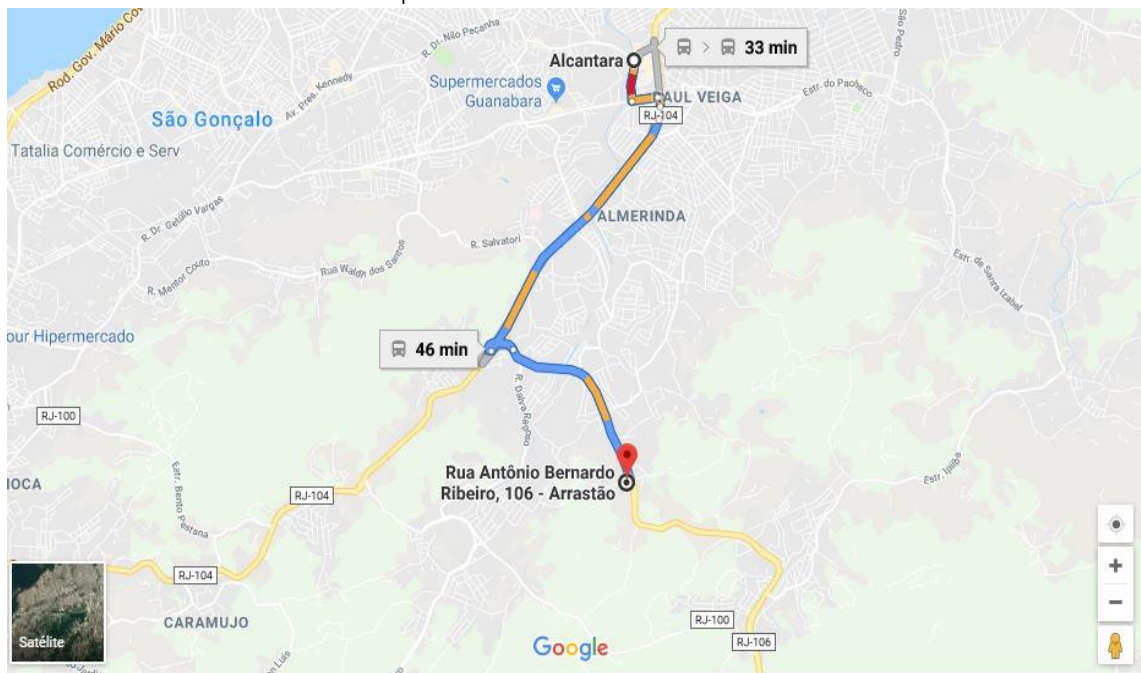 Rod. Gov. Mário Cov
R. Dr. Nilo Peçanha
Alcantara
33 min
São Pedro
Supermercados
Guanabara
Av. Pres. Kennedy
RAUL VEIGA
Estr. do Pacheco
São Gonçalo
RJ-104
Tatalia Comércio e Serv
R. Dr. Getúlio Vargas
ALMERINDA
R. Salvatori
Rua Waldir dos Santos
R. Mentor Couto
Estr. de Santa Izabel
our Hipermercado
46 min
R. Dalva Raposo
RJ-100
Rua Antônio Bernardo
Ribeiro, 106 - Arrastão
Estr. Ipiíba
IOCA
RJ-104
Estr. Bento Pestana
RJ-104
CARAMUJO
RJ-100
RJ-106
Satélite
Google